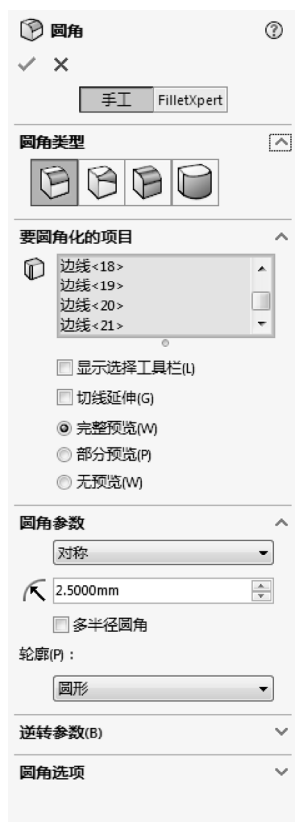 圆角
手工 FilletXpert
圆角类型
要圆角化的项目
边线<18>
边线<19>
边线<20>
边线<21>
显示选择工具栏(L)
切线延伸(G)
完整预览(W)
部分预览(P)
无预览(W)
圆角参数
对称
2.5000mm
多半径圆角
轮廓(P)：
圆形
逆转参数(B)
圆角选项